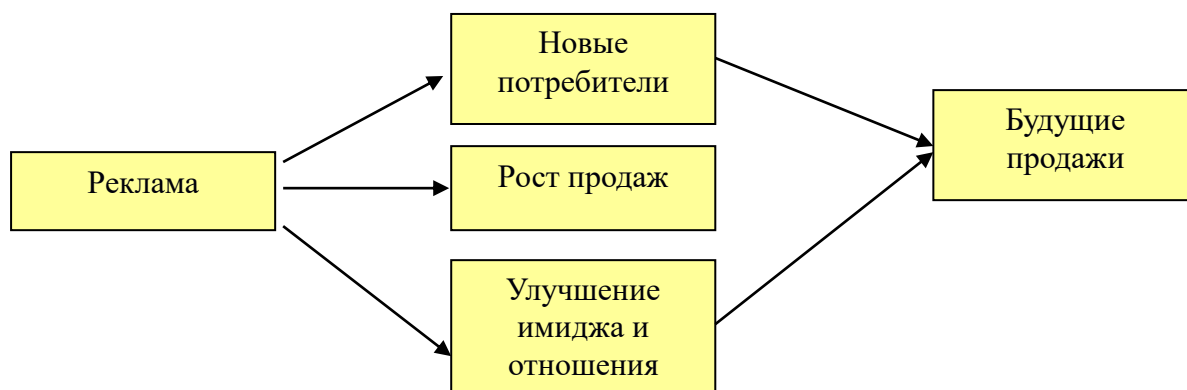 Реклама
Новые
потребители
Рост продаж
Улучшение
имиджа и
отношения
Будущие
продажи